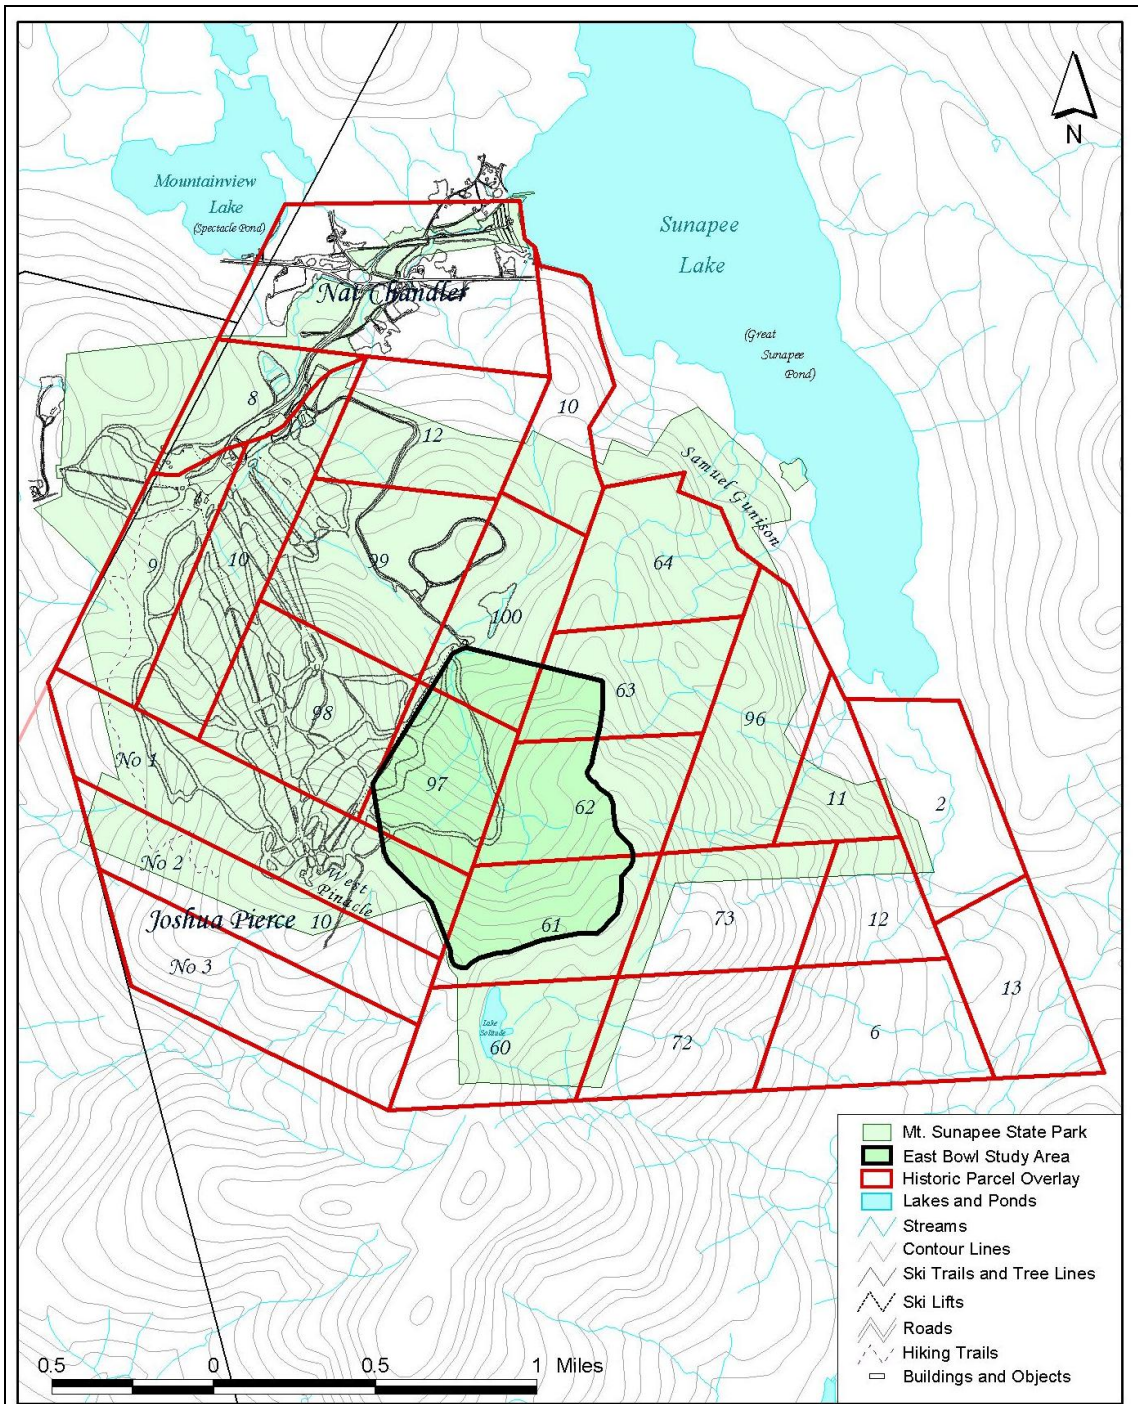 N
Mountainview
Lake
(Spectacle Pond)
Sunapee
Lake
(Great
Sunapee
Pond)
Nat Chandler
8
10
12
Samuel Gunison
9
10
99
64
100
63
98
96
No 1
97
62
11
2
No 2
West
Pinacle
Joshua Pierce
10
61
73
12
No 3
13
Lake
Solitude
60
72
6
Mt. Sunapee State Park
East Bowl Study Area
Historic Parcel Overlay
Lakes and Ponds
Streams
Contour Lines
Ski Trails and Tree Lines
Ski Lifts
Roads
Hiking Trails
Buildings and Objects
0.5 0 0.5 1 Miles